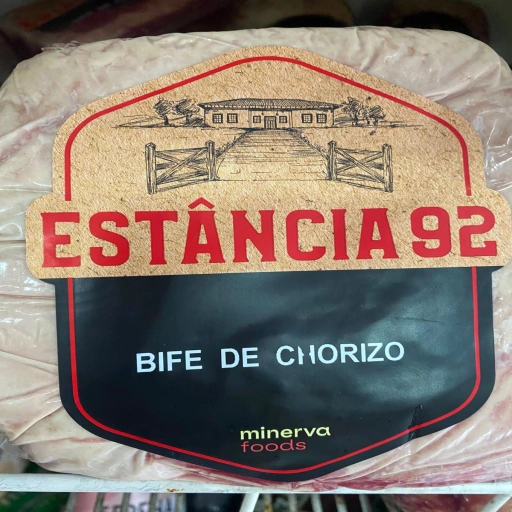 ESTÂNCIA 92
BIFE DE CHORIZO
minerva
foods